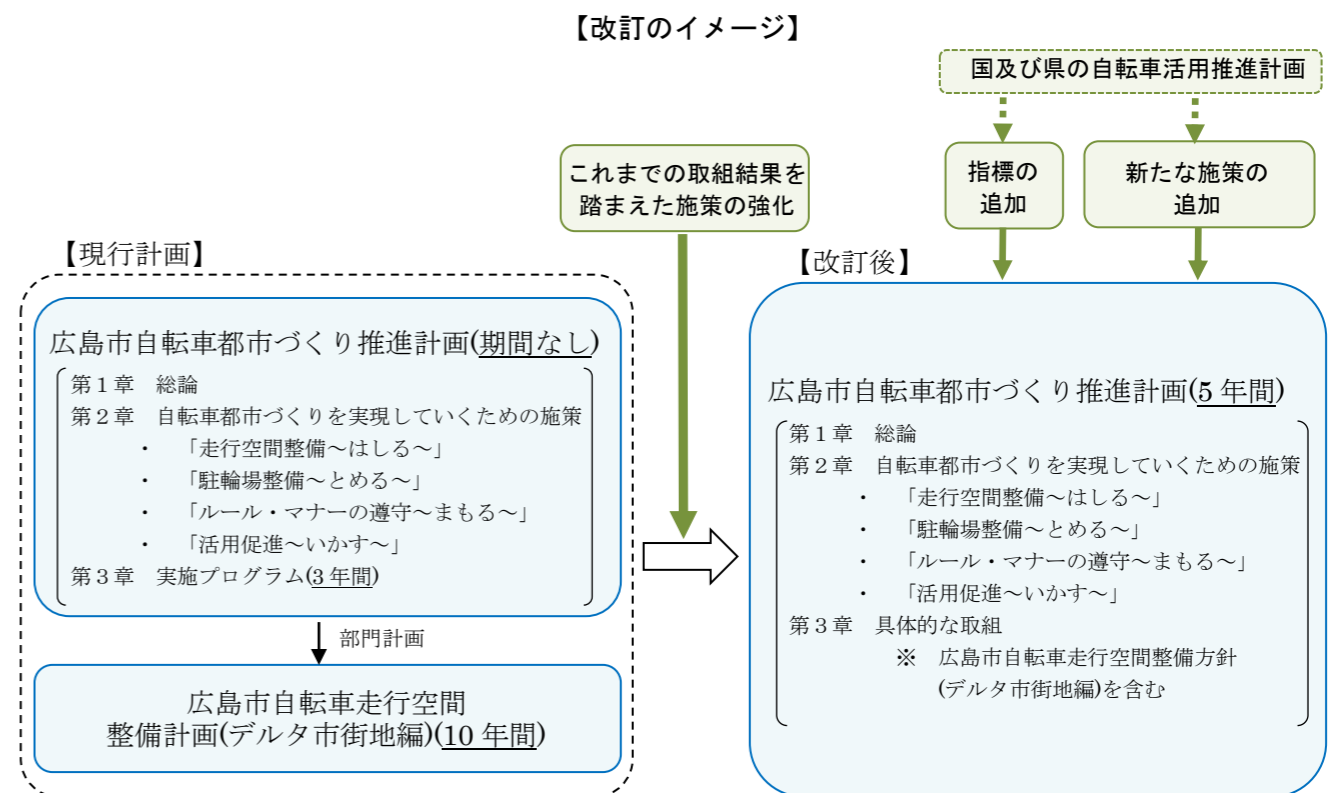 【改訂のイメージ】
国及び県の自転車活用推進計画
これまでの取組結果を
踏まえた施策の強化
指標の
追加
新たな施策の
追加
【現行計画】
広島市自転車都市づくり推進計画(期間なし)
第1章 総論
第2章 自転車都市づくりを実現していくための施策
・ 「走行空間整備～はしる～」
・ 「駐輪場整備～とめる～」
・ 「ルール・マナーの遵守～まもる～」
・ 「活用促進～いかす～」
第3章 実施プログラム(3年間)
部門計画
広島市自転車走行空間
整備計画(デルタ市街地編)(10年間)
【改訂後】
広島市自転車都市づくり推進計画(5年間)
第1章 総論
第2章 自転車都市づくりを実現していくための施策
・ 「走行空間整備～はしる～」
・ 「駐輪場整備～とめる～」
・ 「ルール・マナーの遵守～まもる～」
・ 「活用促進～いかす～」
第3章 具体的な取組
※ 広島市自転車走行空間整備方針
(デルタ市街地編)を含む